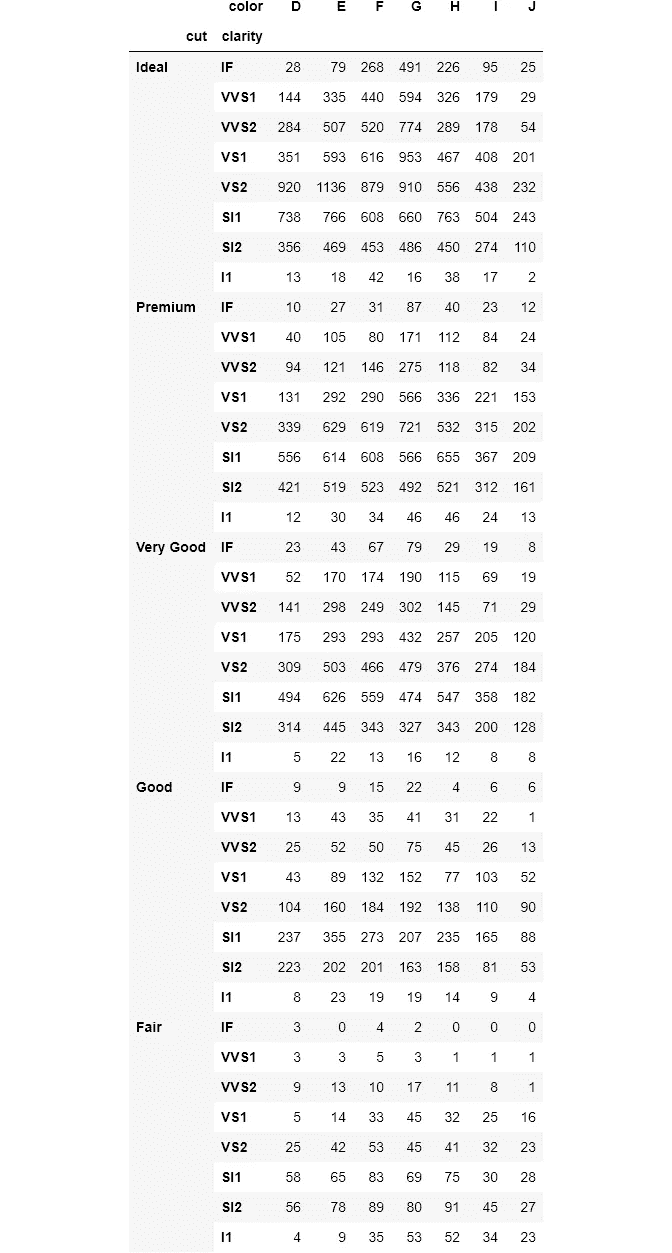 color D E F G H I J
cut clarity
Ideal IF 28 79 268 491 226 95 25
VVS1 144 335 440 594 326 179 29
VVS2 284 507 520 774 289 178 54
VS1 351 593 616 953 467 408 201
VS2 920 1136 879 910 556 438 232
SI1 738 766 608 660 763 504 243
SI2 356 469 453 486 450 274 110
I1 13 18 42 16 38 17 2
Premium IF 10 27 31 87 40 23 12
VVS1 40 105 80 171 112 84 24
VVS2 94 121 146 275 118 82 34
VS1 131 292 290 566 336 221 153
VS2 339 629 619 721 532 315 202
SI1 556 614 608 566 655 367 209
SI2 421 519 523 492 521 312 161
I1 12 30 34 46 46 24 13
Very Good IF 23 43 67 79 29 19 8
VVS1 52 170 174 190 115 69 19
VVS2 141 298 249 302 145 71 29
VS1 175 293 293 432 257 205 120
VS2 309 503 466 479 376 274 184
SI1 494 626 559 474 547 358 182
SI2 314 445 343 327 343 200 128
I1 5 22 13 16 12 8 8
Good IF 9 9 15 22 4 6 6
VVS1 13 43 35 41 31 22 1
VVS2 25 52 50 75 45 26 13
VS1 43 89 132 152 77 103 52
VS2 104 160 184 192 138 110 90
SI1 237 355 273 207 235 165 88
SI2 223 202 201 163 158 81 53
I1 8 23 19 19 14 9 4
Fair IF 3 0 4 2 0 0 0
VVS1 3 3 5 3 1 1 1
VVS2 9 13 10 17 11 8 1
VS1 5 14 33 45 32 25 16
VS2 25 42 53 45 41 32 23
SI1 58 65 83 69 75 30 28
SI2 56 78 89 80 91 45 27
I1 4 9 35 53 52 34 23